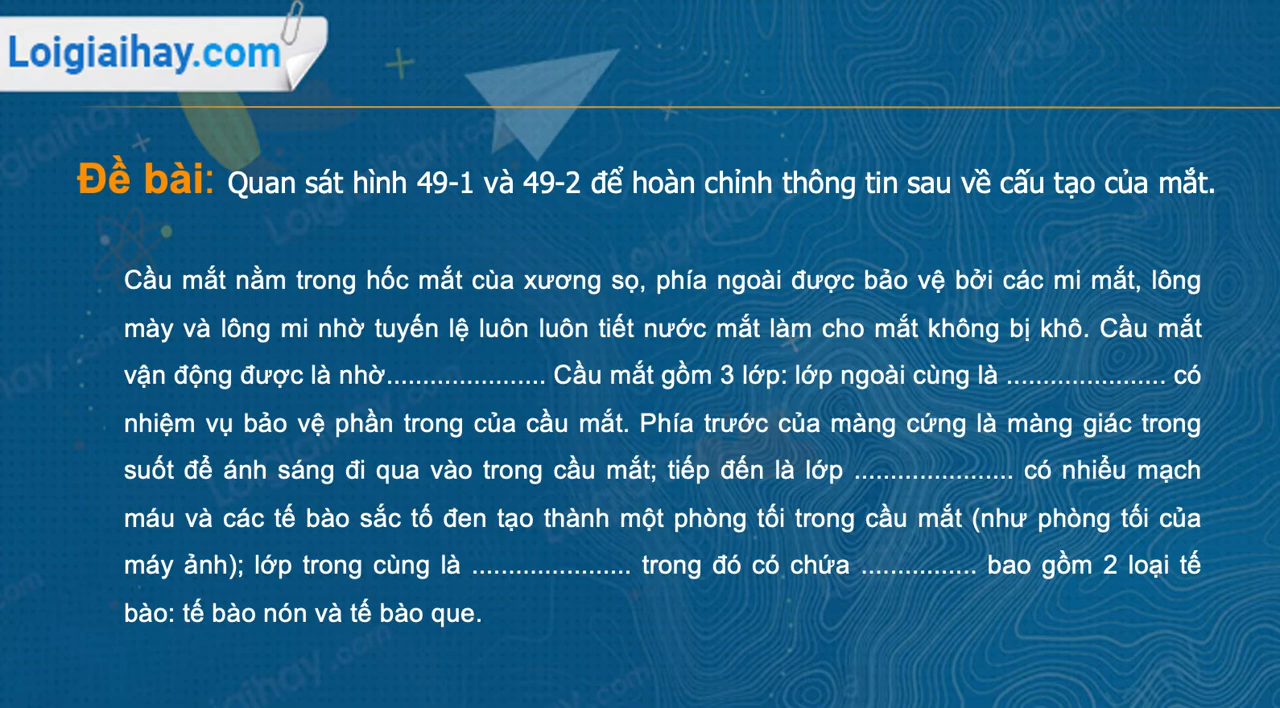 Loigiaihay.com
Đề bài: Quan sát hình 49-1 và 49-2 để hoàn chỉnh thông tin sau về cấu tạo của mắt.
Cầu mắt nằm trong hốc mắt cùa xương sọ, phía ngoài được bảo vệ bởi các mi mắt, lông
mày và lông mi nhờ tuyến lệ luôn luôn tiết nước mắt làm cho mắt không bị khô. Cầu mắt
vận động được là nhờ...................... Cầu mắt gồm 3 lớp: lớp ngoài cùng là ...................... có
nhiệm vụ bảo vệ phần trong của cầu mắt. Phía trước của màng cứng là màng giác trong
suốt để ánh sáng đi qua vào trong cầu mắt; tiếp đến là lớp ...................... có nhiểu mạch
máu và các tế bào sắc tố đen tạo thành một phòng tối trong cầu mắt (như phòng tối của
máy ảnh); lớp trong cùng là ...................... trong đó có chứa ................ bao gồm 2 loại tế
bào: tế bào nón và tế bào que.